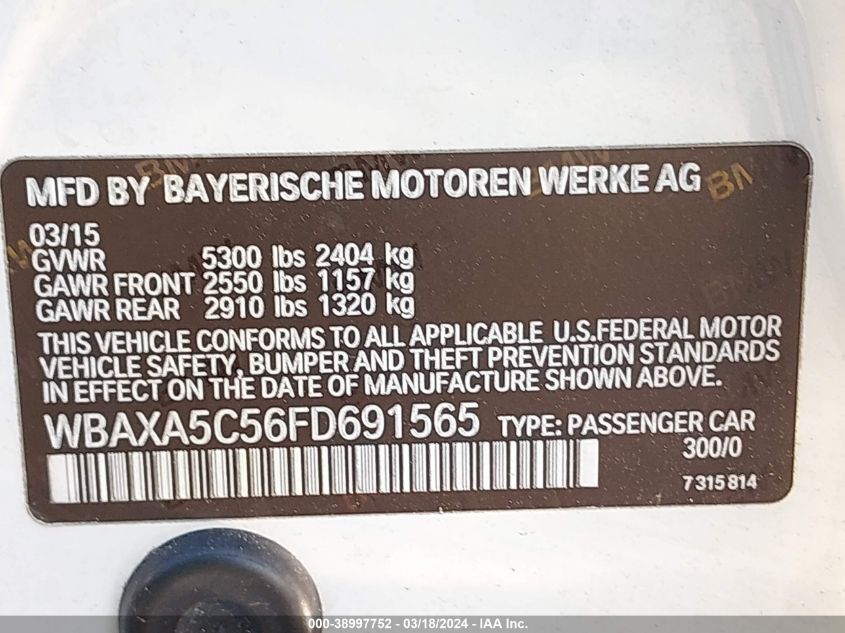 MFD BY BAYERISCHE MOTOREN WERKE AG
03/15
GVWR 5300 lbs 2404 kg
GAWR FRONT 2550 lbs 1157 kg
GAWR REAR 2910 lbs 1320 kg
THIS VEHICLE CONFORMS TO ALL APPLICABLE U.S.FEDERAL MOTOR
VEHICLE SAFETY, BUMPER AND THEFT PREVENTION STANDARDS
IN EFFECT ON THE DATE OF MANUFACTURE SHOWN ABOVE.
WBAXA5C56FD691565 TYPE: PASSENGER CAR
300/0
7 315 814
000-38997752 - 03/18/2024 - IAA Inc.